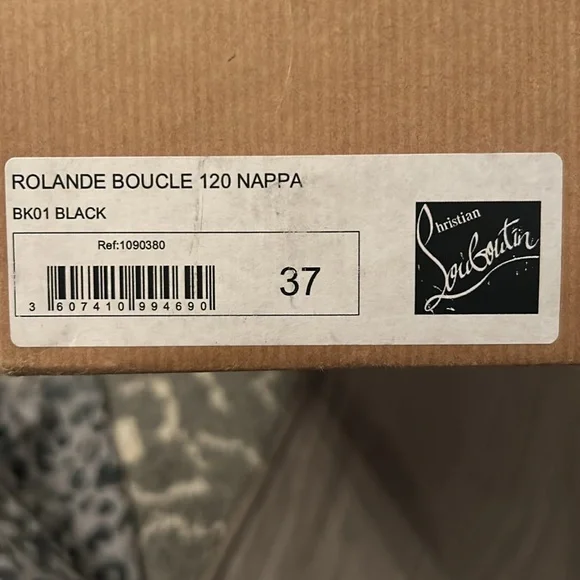 ROLANDE BOUCLE 120 NAPPA
BK01 BLACK
Ref:1090380
3 607410 994690
37
Christian
Louboutin